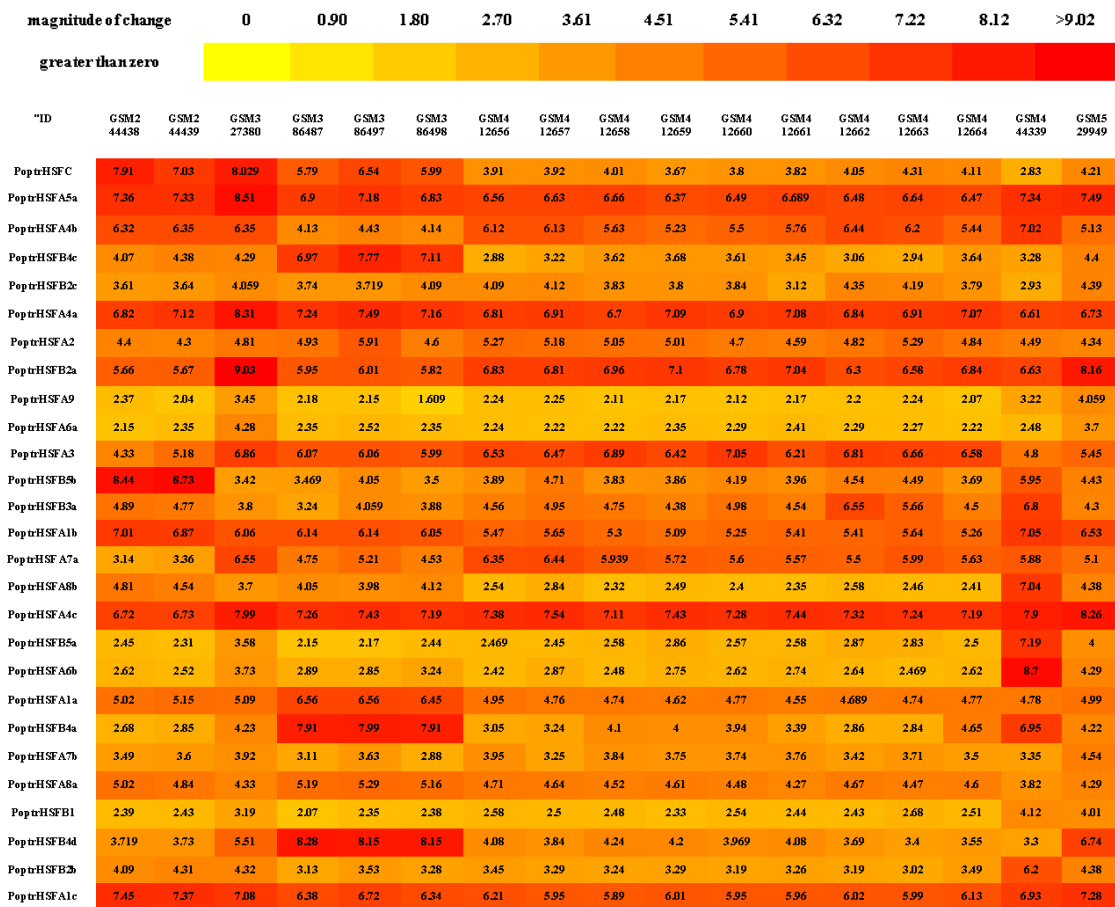 magnitude of change 0 0.90 1.80 2.70 3.61 4.51 5.41 6.32 7.22 8.12 >9.02
greater than zero
"ID GSM2 GSM2 GSM3 GSM3 GSM3 GSM3 GSM4 GSM4 GSM4 GSM4 GSM4 GSM4 GSM4 GSM4 GSM4 GSM4 GSM5
44438 44439 27380 86487 86497 86498 12656 12657 12658 12659 12660 12661 12662 12663 12664 44339 29949
PoptrHSFC 7.91 7.03 8.029 5.79 6.54 5.99 3.91 3.92 4.01 3.67 3.8 3.82 4.05 4.31 4.11 2.83 4.21
PoptrHSFA5a 7.36 7.33 8.51 6.9 7.18 6.83 6.56 6.63 6.66 6.37 6.49 6.689 6.48 6.64 6.47 7.34 7.49
PoptrHSFA4b 6.32 6.35 6.35 4.13 4.43 4.14 6.12 6.13 5.63 5.23 5.5 5.76 6.44 6.2 5.44 7.02 5.13
PoptrHSFB4c 4.07 4.38 4.29 6.97 7.77 7.11 2.88 3.22 3.62 3.68 3.61 3.45 3.06 2.94 3.64 3.28 4.4
PoptrHSFB2c 3.61 3.64 4.059 3.74 3.719 4.09 4.09 4.12 3.83 3.8 3.84 3.12 4.35 4.19 3.79 2.93 4.39
PoptrHSFA4a 6.82 7.12 8.31 7.24 7.49 7.16 6.81 6.91 6.7 7.09 6.9 7.08 6.84 6.91 7.07 6.61 6.73
PoptrHSFA2 4.4 4.3 4.81 4.93 5.91 4.6 5.27 5.18 5.05 5.01 4.7 4.59 4.82 5.29 4.84 4.49 4.34
PoptrHSFB2a 5.66 5.67 9.03 5.95 6.01 5.82 6.83 6.81 6.96 7.1 6.78 7.04 6.3 6.58 6.84 6.63 8.16
PoptrHSFA9 2.37 2.04 3.45 2.18 2.15 1.609 2.24 2.25 2.11 2.17 2.12 2.17 2.2 2.24 2.07 3.22 4.059
PoptrHSFA6a 2.15 2.35 4.28 2.35 2.52 2.35 2.24 2.22 2.22 2.35 2.29 2.41 2.29 2.27 2.22 2.48 3.7
PoptrHSFA3 4.33 5.18 6.86 6.07 6.06 5.99 6.53 6.47 6.89 6.42 7.05 6.21 6.81 6.66 6.58 4.8 5.45
PoptrHSFB5b 8.44 8.73 3.42 3.469 4.05 3.5 3.89 4.71 3.83 3.86 4.19 3.96 4.54 4.49 3.69 5.95 4.43
PoptrHSFB3a 4.89 4.77 3.8 3.24 4.059 3.88 4.56 4.95 4.75 4.38 4.98 4.54 6.55 5.66 4.5 6.8 4.3
PoptrHSFA1b 7.01 6.87 6.06 6.14 6.14 6.05 5.47 5.65 5.3 5.09 5.25 5.41 5.41 5.64 5.26 7.05 6.53
PoptrHSFA7a 3.14 3.36 6.55 4.75 5.21 4.53 6.35 6.44 5.939 5.72 5.6 5.57 5.5 5.99 5.63 5.88 5.1
PoptrHSFA8b 4.81 4.54 3.7 4.05 3.98 4.12 2.54 2.84 2.32 2.49 2.4 2.35 2.58 2.46 2.41 7.04 4.38
PoptrHSFA4c 6.72 6.73 7.99 7.26 7.43 7.19 7.38 7.54 7.11 7.43 7.28 7.44 7.32 7.24 7.19 7.9 8.26
PoptrHSFB5a 2.45 2.31 3.58 2.15 2.17 2.44 2.469 2.45 2.58 2.86 2.57 2.58 2.87 2.83 2.5 7.19 4
PoptrHSFA6b 2.62 2.52 3.73 2.89 2.85 3.24 2.42 2.87 2.48 2.75 2.62 2.74 2.64 2.469 2.62 8.7 4.29
PoptrHSFA1a 5.02 5.15 5.09 6.56 6.56 6.45 4.95 4.76 4.74 4.62 4.77 4.55 4.689 4.74 4.77 4.78 4.99
PoptrHSFB4a 2.68 2.85 4.23 7.91 7.99 7.91 3.05 3.24 4.1 4 3.94 3.39 2.86 2.84 4.65 6.95 4.22
PoptrHSFA7b 3.49 3.6 3.92 3.11 3.63 2.88 3.95 3.25 3.84 3.75 3.74 3.76 3.42 3.71 3.5 3.35 4.54
PoptrHSFA8a 5.02 4.84 4.33 5.19 5.29 5.16 4.71 4.64 4.52 4.61 4.48 4.27 4.67 4.47 4.6 3.82 4.29
PoptrHSFB1 2.39 2.43 3.19 2.07 2.35 2.38 2.58 2.5 2.48 2.33 2.54 2.44 2.43 2.68 2.51 4.12 4.01
PoptrHSFB4d 3.719 3.73 5.51 8.28 8.15 8.15 4.08 3.84 4.24 4.2 3.969 4.08 3.69 3.4 3.55 3.3 6.74
PoptrHSFB2b 4.09 4.31 4.32 3.13 3.53 3.28 3.45 3.29 3.24 3.29 3.19 3.26 3.19 3.02 3.49 6.2 4.38
PoptrHSFA1c 7.45 7.37 7.08 6.38 6.72 6.34 6.21 5.95 5.89 6.01 5.95 5.96 6.02 5.99 6.13 6.93 7.28